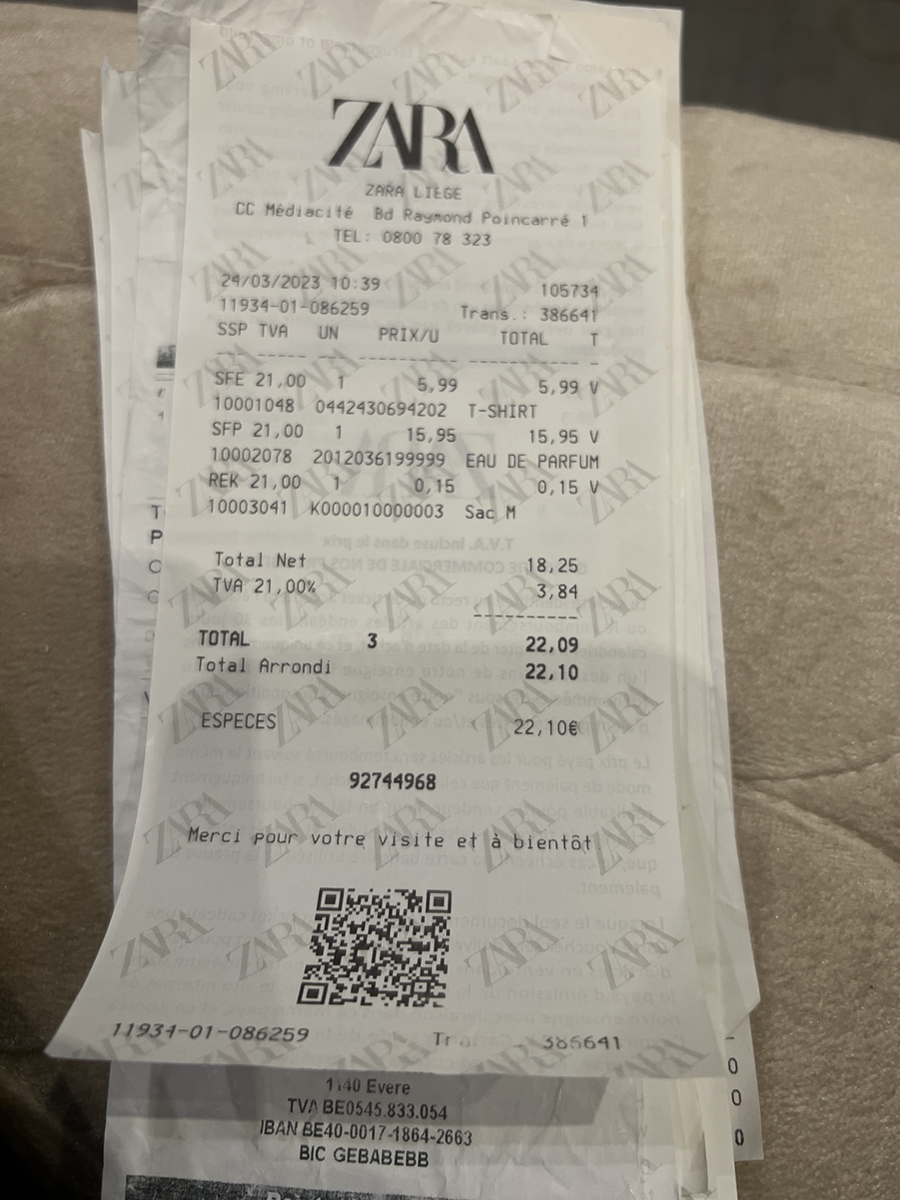 ZARA
ZARA LIEGE
CC Médiacité Bd Raymond Poincarré 1
TEL: 0800 78 323
24/03/2023 10:39 105734
11934-01-086259 Trans.: 386641
SSP TVA UN PRIX/U TOTAL T
SFE 21,00 1 5,99 5,99 V
10001048 0442430694202 T-SHIRT
SFP 21,00 1 15,95 15,95 V
10002078 2012036199999 EAU DE PARFUM
REK 21,00 1 0,15 0,15 V
10003041 K000010000003 Sac M
Total Net 18,25
TVA 21,00% 3,84
TOTAL 3 22,09
Total Arrondi 22,10
ESPECES 22,10€
92744968
Merci pour votre visite et à bientôt
11934-01-086259 386641
1140 Evere
TVA BE0545.833.054
IBAN BE40-0017-1864-2663
BIC GEBABEBB